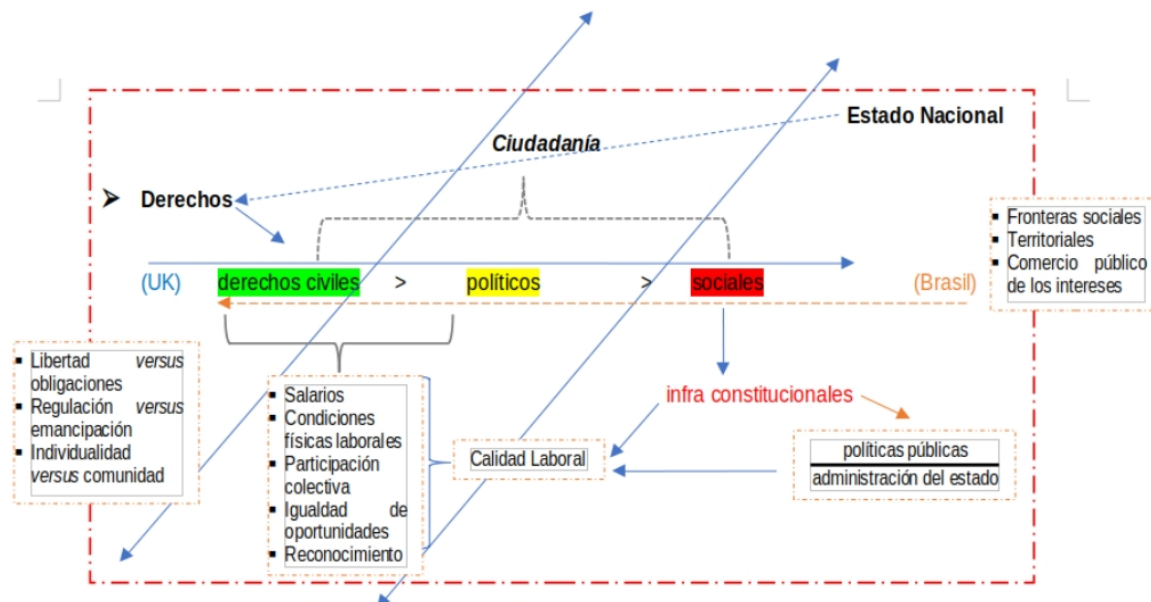 Estado Nacional
Ciudadanía
➤ Derechos
(UK) derechos civiles > políticos > sociales (Brasil)
▪ Fronteras sociales
▪ Territoriales
▪ Comercio público
de los intereses
▪ Libertad versus
obligaciones
▪ Regulación versus
emancipación
▪ Individualidad
versus comunidad
▪ Salarios
▪ Condiciones
físicas laborales
▪ Participación
colectiva
▪ Igualdad de
oportunidades
▪ Reconocimiento
Calidad Laboral
infra constitucionales
políticas públicas
administración del estado